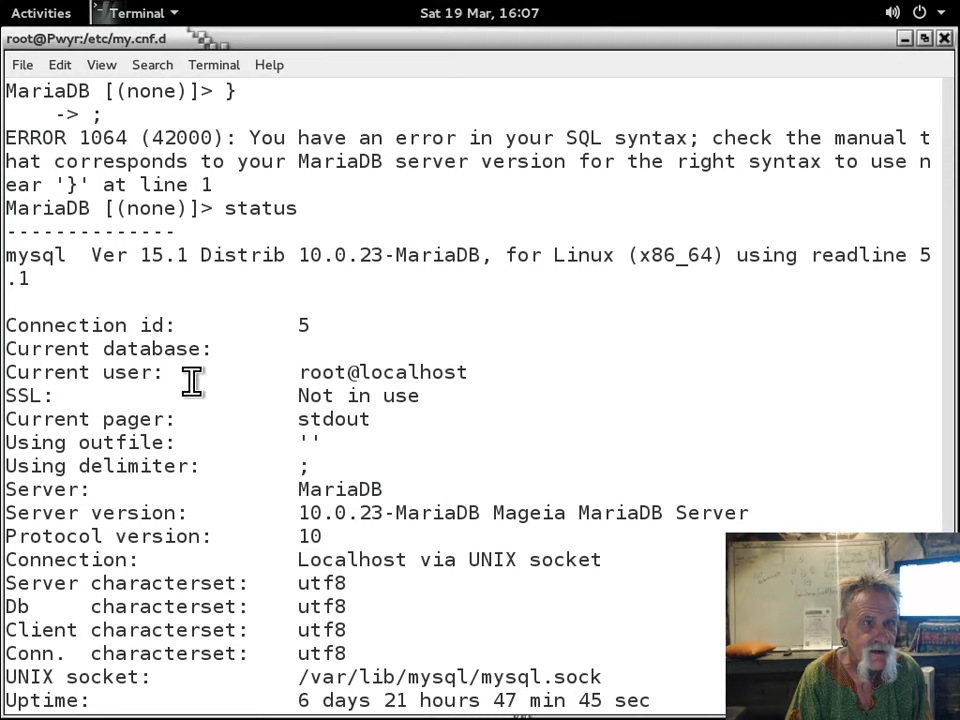 Activities Terminal Sat 19 Mar, 16:07
root@Pwyr:/etc/my.cnf.d
File Edit View Search Terminal Help
MariaDB [(none)]> }
    -> ;
ERROR 1064 (42000): You have an error in your SQL syntax; check the manual t
hat corresponds to your MariaDB server version for the right syntax to use n
ear '}' at line 1
MariaDB [(none)]> status
--------------
mysql  Ver 15.1 Distrib 10.0.23-MariaDB, for Linux (x86_64) using readline 5
.1
Connection id:          5
Current database:
Current user:           root@localhost
SSL:                    Not in use
Current pager:          stdout
Using outfile:          ''
Using delimiter:        ;
Server:                 MariaDB
Server version:         10.0.23-MariaDB Mageia MariaDB Server
Protocol version:       10
Connection:             Localhost via UNIX socket
Server characterset:    utf8
Db     characterset:    utf8
Client characterset:    utf8
Conn.  characterset:    utf8
UNIX socket:            /var/lib/mysql/mysql.sock
Uptime:                 6 days 21 hours 47 min 45 sec